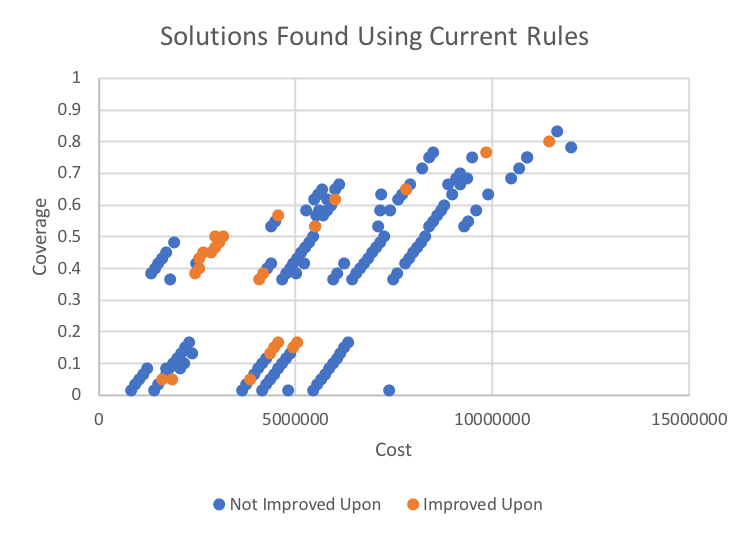 Solutions Found Using Current Rules
1
0.9
0.8
0.7
0.6
0.5
0.4
0.3
0.2
0.1
0
Coverage
0 5000000 10000000 15000000
Cost
Not Improved Upon Improved Upon